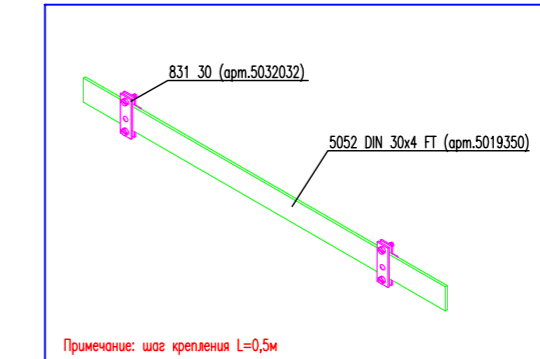 831 30 (арт.5032032)
5052 DIN 30x4 FT (арт.5019350)
Примечание: шаг крепления L=0,5м